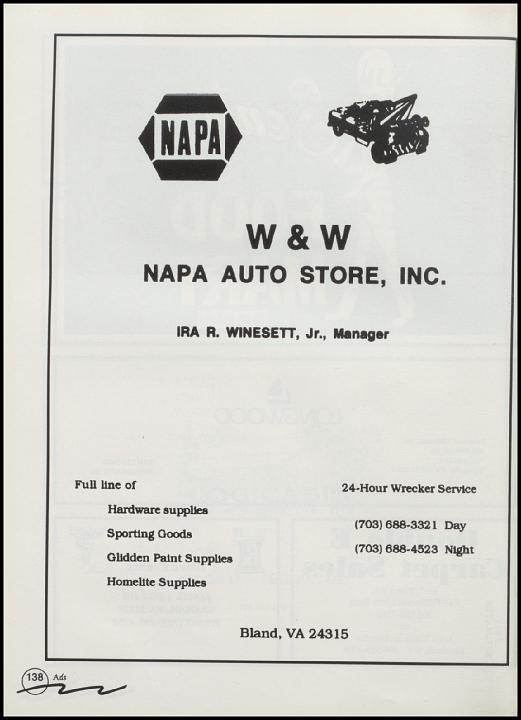 NAPA
W & W
NAPA AUTO STORE, INC.
IRA R. WINESETT, Jr., Manager
Full line of
Hardware supplies
Sporting Goods
Glidden Paint Supplies
Homelite Supplies
24-Hour Wrecker Service
(703) 688-3321 Day
(703) 688-4523 Night
Bland, VA 24315
138 Ads